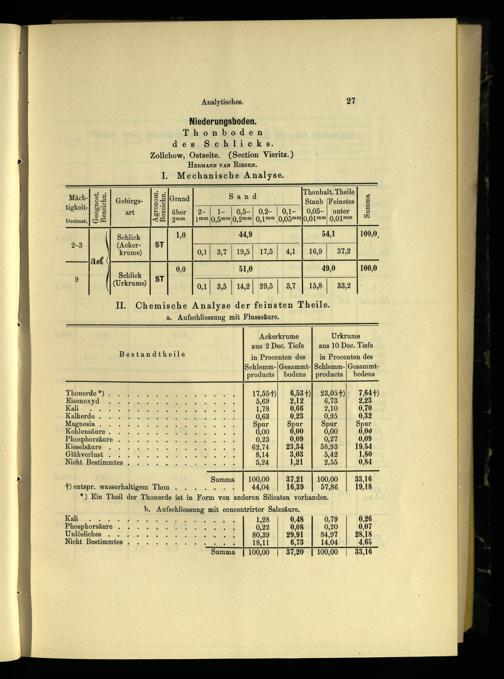 Analytisches. 27
Niederungsboden.
Thonboden
des Schlicks.
Zollchow, Ostseite. (Section Vieritz.)
Hermann van Riesen.
I. Mechanische Analyse.
Mäch-tigkeit Decimet. | Geognost. Bezeichn. | Gebirgs-art | Agronom. Bezeichn. | Grand über 2mm | Sand | Thonhalt. Theile | Summa
2-1mm | 1-0,5mm | 0,5-0,2mm | 0,2-0,1mm | 0,1-0,05mm | Staub 0,05-0,01mm | Feinstes unter 0,01mm
2-3 | Schlick (Acker-krume) | ST | 1,0 | 44,9 | 54,1 | 100,0
0,1 | 3,7 | 19,5 | 17,5 | 4,1 | 16,9 | 37,2
9 | Schlick (Urkrume) | ST | 0,0 | 51,0 | 49,0 | 100,0
0,1 | 3,5 | 14,2 | 29,5 | 3,7 | 15,8 | 33,2
II. Chemische Analyse der feinsten Theile.
a. Aufschliessung mit Flusssäure.
Bestandtheile | Ackerkrume aus 2 Dec. Tiefe | Urkrume aus 10 Dec. Tiefe
in Procenten des | in Procenten des
Schlemm-products | Gesammt-bodens | Schlemm-products | Gesammt-bodens
Thonerde *) | 17,55†) | 6,53†) | 23,05†) | 7,64†)
Eisenoxyd | 5,69 | 2,12 | 6,73 | 2,23
Kali | 1,78 | 0,66 | 2,10 | 0,70
Kalkerde | 0,63 | 0,23 | 0,95 | 0,32
Magnesia | Spur | Spur | Spur | Spur
Kohlensäure | 0,00 | 0,00 | 0,00 | 0,00
Phosphorsäure | 0,23 | 0,09 | 0,27 | 0,09
Kieselsäure | 62,74 | 23,34 | 58,93 | 19,54
Glühverlust | 8,14 | 3,03 | 5,42 | 1,80
Nicht Bestimmtes | 3,24 | 1,21 | 2,55 | 0,84
Summa | 100,00 | 37,21 | 100,00 | 33,16
†) entspr. wasserhaltigem Thon | 44,04 | 16,39 | 57,86 | 19,18
*) Ein Theil der Thonerde ist in Form von anderen Silicaten vorhanden.
b. Aufschliessung mit concentrirter Salzsäure.
Kali | 1,28 | 0,48 | 0,79 | 0,26
Phosphorsäure | 0,22 | 0,08 | 0,20 | 0,07
Unlösliches | 80,39 | 29,91 | 84,97 | 28,18
Nicht Bestimmtes | 18,11 | 6,73 | 14,04 | 4,65
Summa | 100,00 | 37,20 | 100,00 | 33,16